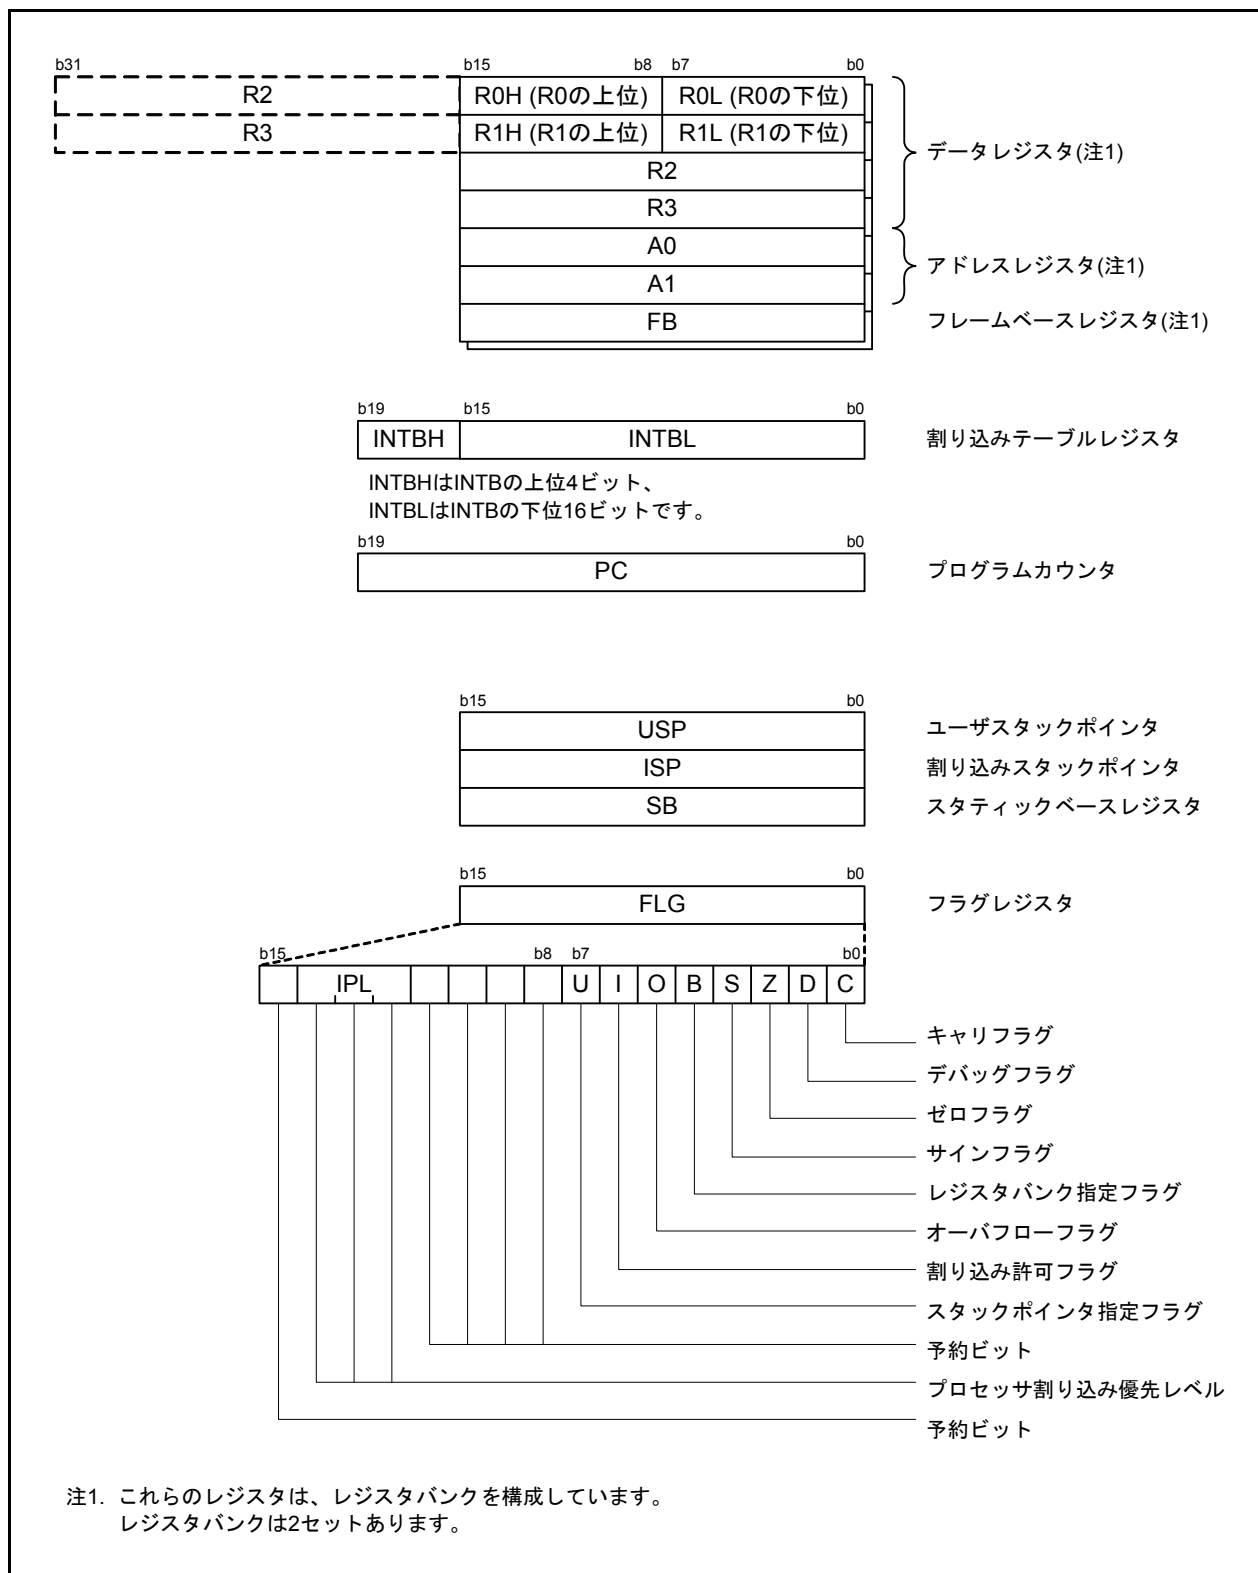 b31 b15 b8 b7 b0
R2 R0H (R0の上位) R0L (R0の下位)
R3 R1H (R1の上位) R1L (R1の下位)
データレジスタ(注1)
R2
R3
A0
アドレスレジスタ(注1)
A1
FB フレームベースレジスタ(注1)
b19 b15 b0
INTBH INTBL 割り込みテーブルレジスタ
INTBHはINTBの上位4ビット、
INTBLはINTBの下位16ビットです。
b19 b0
PC プログラムカウンタ
b15 b0
USP ユーザスタックポインタ
ISP 割り込みスタックポインタ
SB スタティックベースレジスタ
b15 b0
FLG フラグレジスタ
b15 b8 b7 b0
IPL U I O B S Z D C
キャリフラグ
デバッグフラグ
ゼロフラグ
サインフラグ
レジスタバンク指定フラグ
オーバフローフラグ
割り込み許可フラグ
スタックポインタ指定フラグ
予約ビット
プロセッサ割り込み優先レベル
予約ビット
注1. これらのレジスタは、レジスタバンクを構成しています。
レジスタバンクは2セットあります。